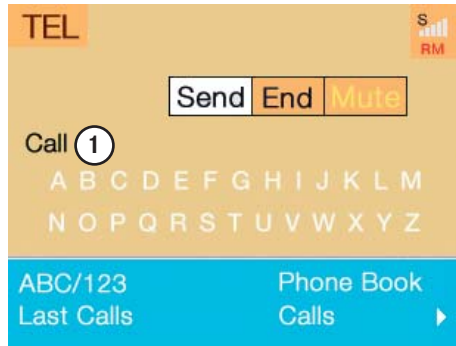 TEL S
RM
Send End Mute
Call 1
A B C D E F G H I J K L M
N O P Q R S T U V W X Y Z
ABC/123 Phone Book
Last Calls Calls